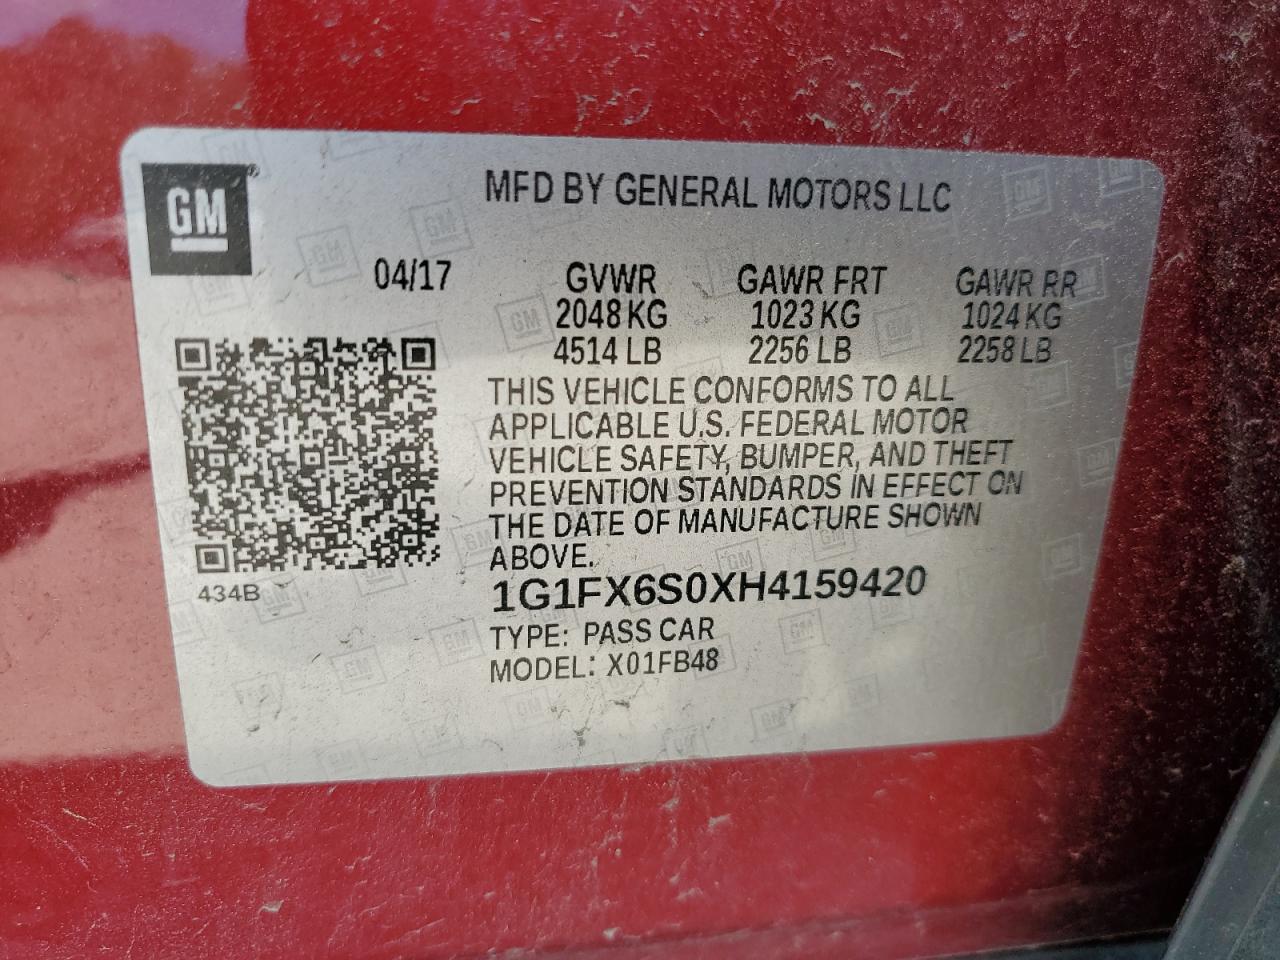 GM
MFD BY GENERAL MOTORS LLC
04/17 GVWR GAWR FRT GAWR RR
2048 KG 1023 KG 1024 KG
4514 LB 2256 LB 2258 LB
THIS VEHICLE CONFORMS TO ALL
APPLICABLE U.S. FEDERAL MOTOR
VEHICLE SAFETY, BUMPER, AND THEFT
PREVENTION STANDARDS IN EFFECT ON
THE DATE OF MANUFACTURE SHOWN
ABOVE.
434B
1G1FX6S0XH4159420
TYPE: PASS CAR
MODEL: X01FB48